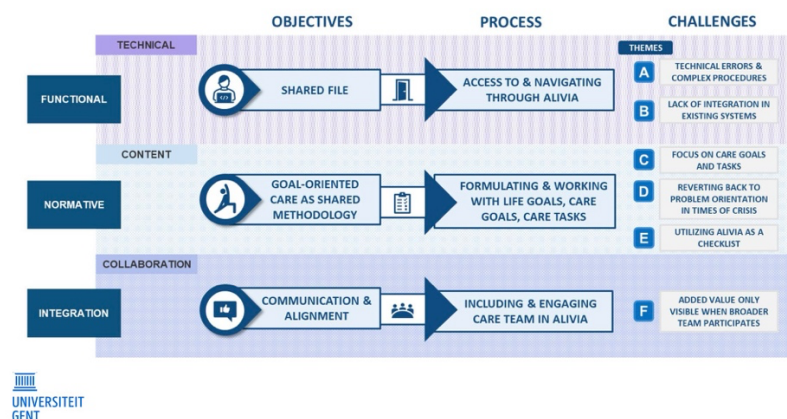 OBJECTIVES
PROCESS
CHALLENGES
TECHNICAL
THEMES
FUNCTIONAL
SHARED FILE
ACCESS TO & NAVIGATING
THROUGH ALIVIA
A
TECHNICAL ERRORS &
COMPLEX PROCEDURES
B
LACK OF INTEGRATION IN
EXISTING SYSTEMS
CONTENT
NORMATIVE
GOAL-ORIENTED
CARE AS SHARED
METHODOLOGY
FORMULATING & WORKING
WITH LIFE GOALS, CARE
GOALS, CARE TASKS
C
FOCUS ON CARE GOALS
AND TASKS
D
REVERTING BACK TO
PROBLEM ORIENTATION
IN TIMES OF CRISIS
E
UTILIZING ALIVIA AS A
CHECKLIST
COLLABORATION
INTEGRATION
COMMUNICATION &
ALIGNMENT
INCLUDING & ENGAGING
CARE TEAM IN ALIVIA
F
ADDED VALUE ONLY
VISIBLE WHEN BROADER
TEAM PARTICIPATES
UNIVERSITEIT
GENT